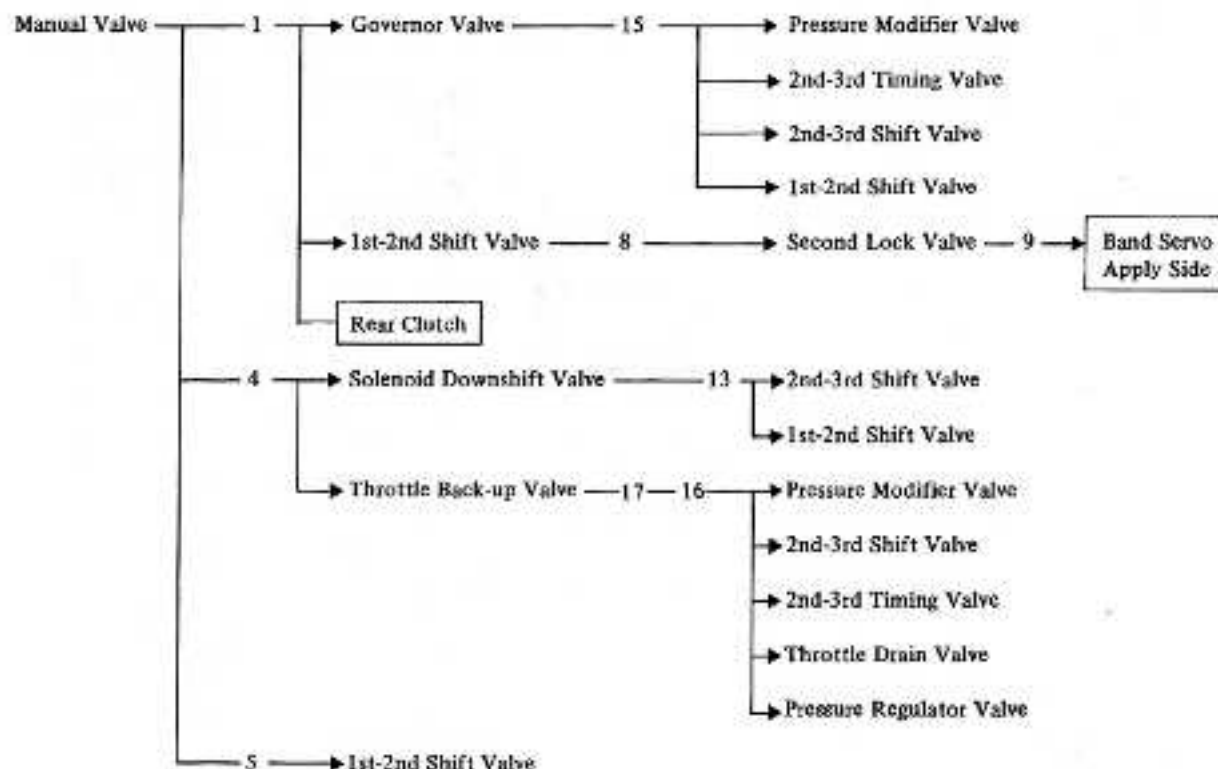 Manual Valve 1 Governor Valve 15 Pressure Modifier Valve
2nd-3rd Timing Valve
2nd-3rd Shift Valve
1st-2nd Shift Valve
1st-2nd Shift Valve 8 Second Lock Valve 9 Band Servo
Apply Side
Rear Clutch
4 Solenoid Downshift Valve 13 2nd-3rd Shift Valve
1st-2nd Shift Valve
Throttle Back-up Valve 17 16 Pressure Modifier Valve
2nd-3rd Shift Valve
2nd-3rd Timing Valve
Throttle Drain Valve
Pressure Regulator Valve
5 1st-2nd Shift Valve